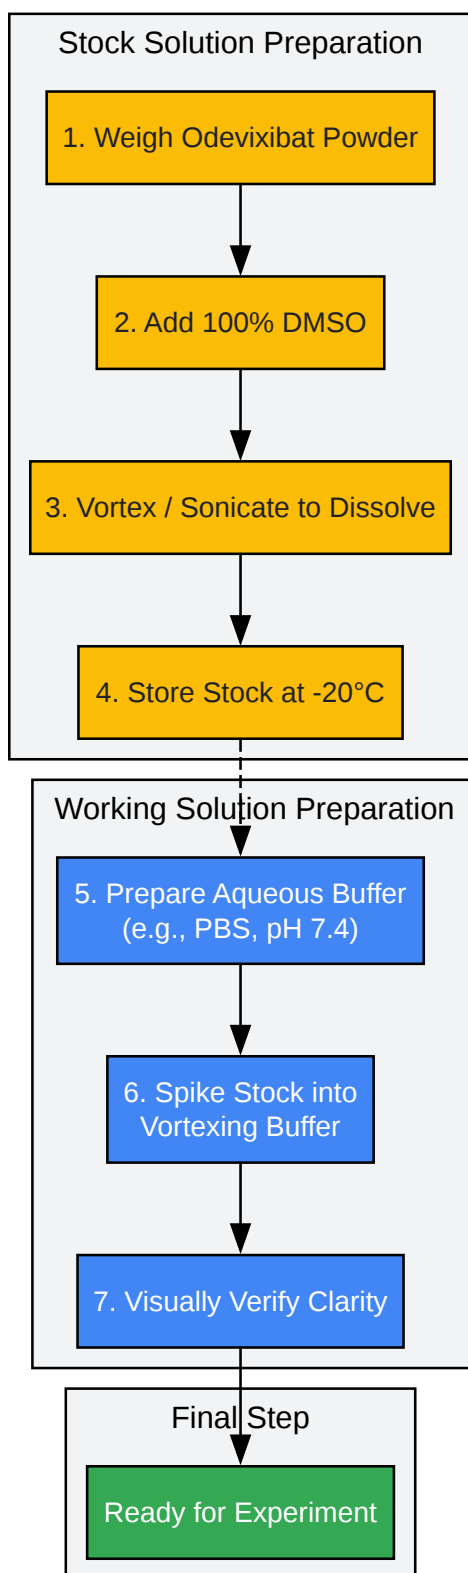 Stock Solution Preparation
1. Weigh Odevixibat Powder
2. Add 100% DMSO
3. Vortex / Sonicate to Dissolve
4. Store Stock at -20°C
Working Solution Preparation
5. Prepare Aqueous Buffer
(e.g., PBS, pH 7.4)
6. Spike Stock into
Vortexing Buffer
7. Visually Verify Clarity
Final Step
Ready for Experiment